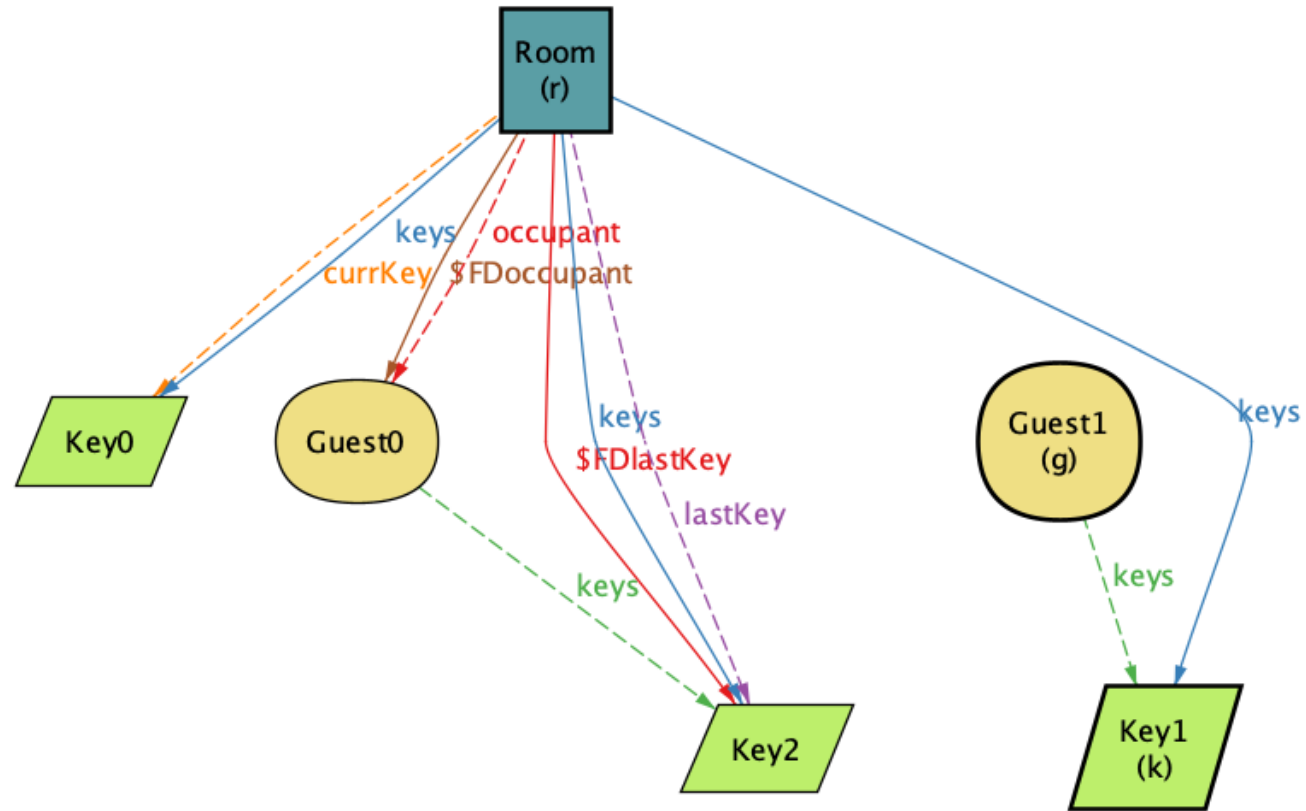 Room
(r)
keys
occupant
currKey
$FDoccupant
keys
keys
$FDlastKey
lastKey
Key0
Guest0
Guest1
(g)
keys
keys
Key2
Key1
(k)